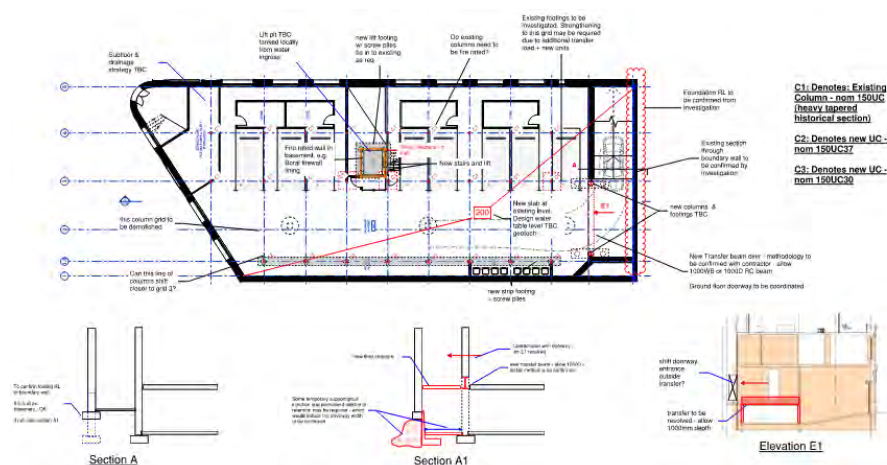 Lift pit TBC
formed locally
from water
ingress
new lift footing
w/ screw piles
tie in to existing
as req
Do existing
columns need to
be fire rated?
Existing footings to be
investigated. Strengthening
to this grid may be required
due to additional transfer
load + new units
Subfloor &
drainage
strategy TBC
Foundation RL to
be confirmed from
investigation
C1: Denotes: Existing
Column - nom 150UC
(heavy tapered
historical section)
C2: Denotes new UC -
nom 150UC37
C3: Denotes new UC -
nom 150UC30
Fire rated wall in
basement, e.g.
Boral firewall
lining
New stairs and lift
Existing section
through
boundary wall to
be confirmed by
investigation
A
E1
200
New slab at
existing level.
Design water
table level TBC
geotech
new columns &
footings TBC
this column grid to
be demolished
Can this line of
columns shift
closer to grid 3?
new strip footing
+ screw piles
New Transfer beam over - methodology to
be confirmed with contractor - allow
1000WB or 1000D RC beam
Ground floor doorway to be coordinated
To confirm footing RL
of boundary wall
Section A
Section A1
shift doorway
entrance
outside
transfer?
transfer to be
resolved - allow
1000mm depth
Elevation E1